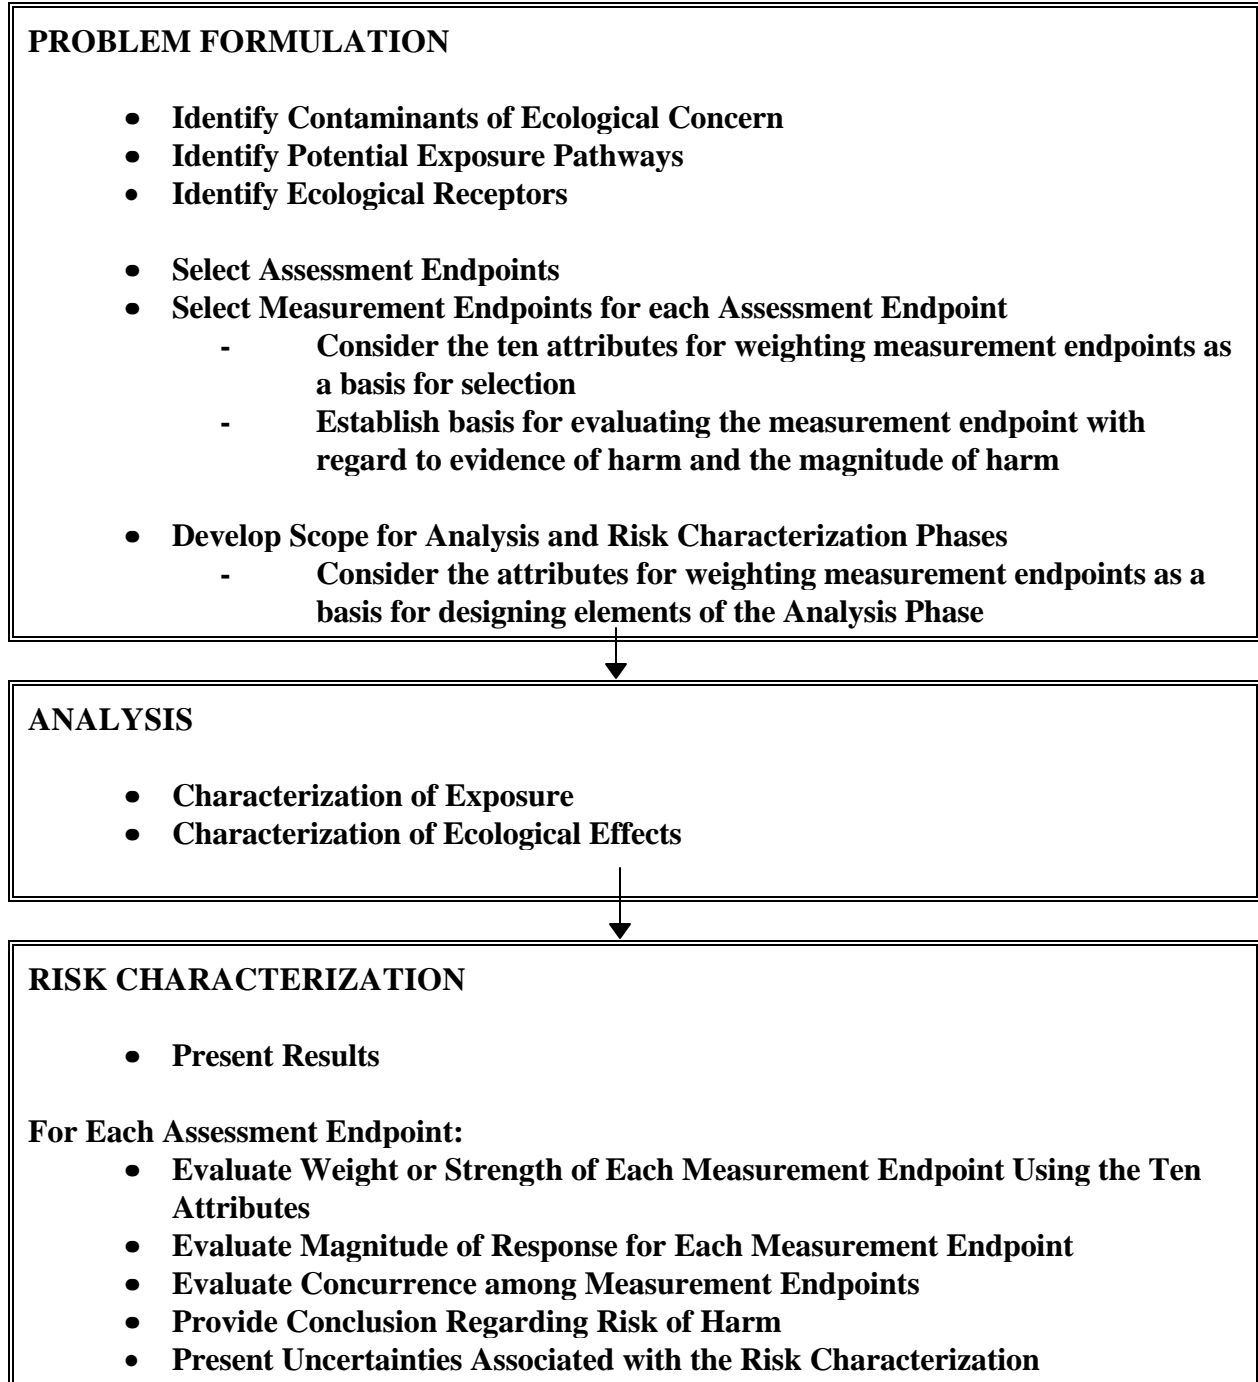 PROBLEM FORMULATION
• Identify Contaminants of Ecological Concern
• Identify Potential Exposure Pathways
• Identify Ecological Receptors
• Select Assessment Endpoints
• Select Measurement Endpoints for each Assessment Endpoint
- Consider the ten attributes for weighting measurement endpoints as
a basis for selection
- Establish basis for evaluating the measurement endpoint with
regard to evidence of harm and the magnitude of harm
• Develop Scope for Analysis and Risk Characterization Phases
- Consider the attributes for weighting measurement endpoints as a
basis for designing elements of the Analysis Phase
ANALYSIS
• Characterization of Exposure
• Characterization of Ecological Effects
RISK CHARACTERIZATION
• Present Results
For Each Assessment Endpoint:
• Evaluate Weight or Strength of Each Measurement Endpoint Using the Ten
Attributes
• Evaluate Magnitude of Response for Each Measurement Endpoint
• Evaluate Concurrence among Measurement Endpoints
• Provide Conclusion Regarding Risk of Harm
• Present Uncertainties Associated with the Risk Characterization